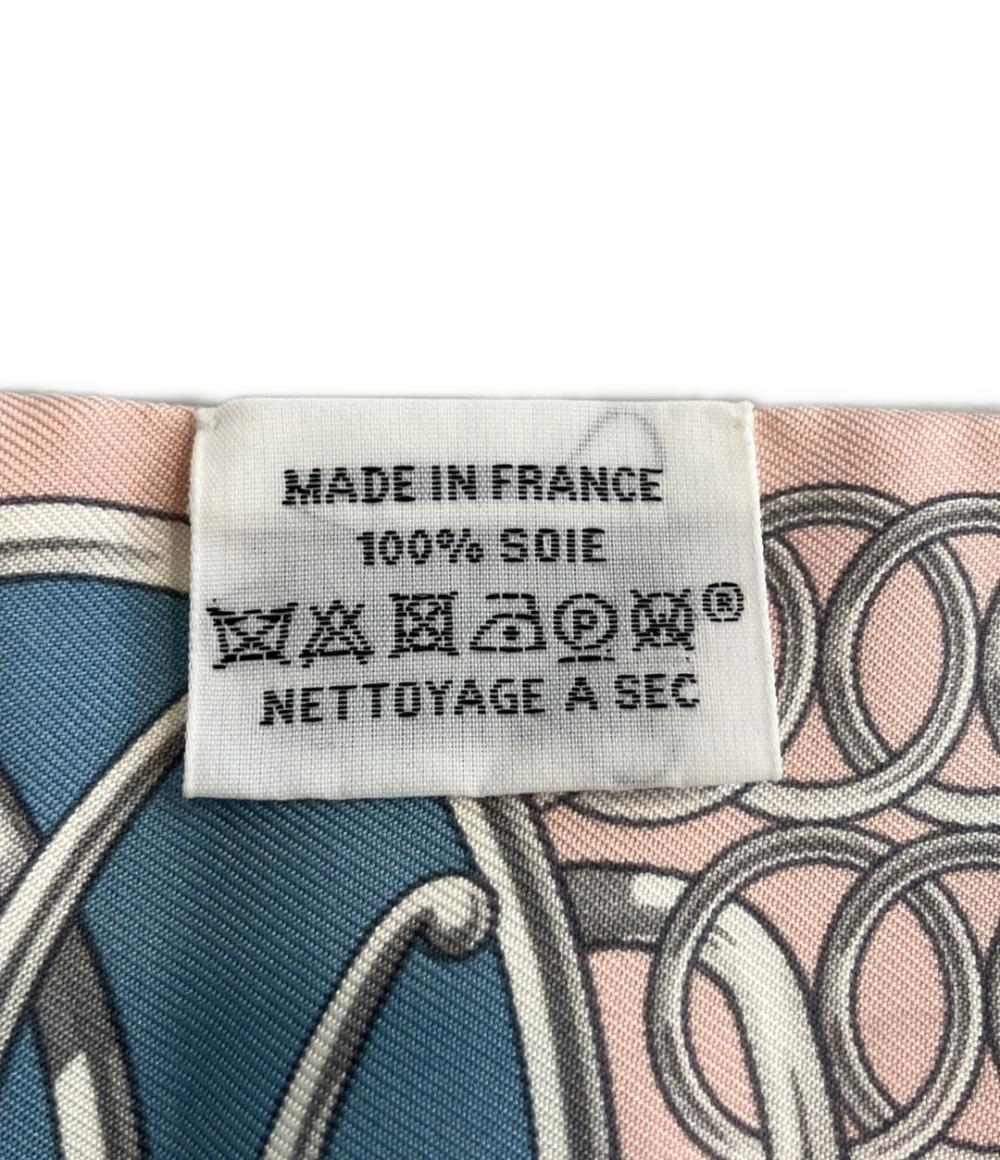 MADE IN FRANCE
100% SOIE
P ®
NETTOYAGE A SEC